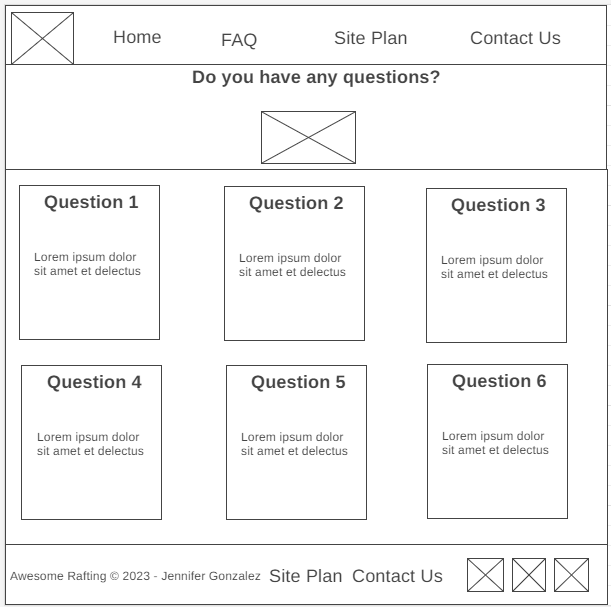 Home FAQ Site Plan Contact Us
Do you have any questions?
Question 1
Lorem ipsum dolor
sit amet et delectus
Question 2
Lorem ipsum dolor
sit amet et delectus
Question 3
Lorem ipsum dolor
sit amet et delectus
Question 4
Lorem ipsum dolor
sit amet et delectus
Question 5
Lorem ipsum dolor
sit amet et delectus
Question 6
Lorem ipsum dolor
sit amet et delectus
Awesome Rafting © 2023 - Jennifer Gonzalez Site Plan Contact Us